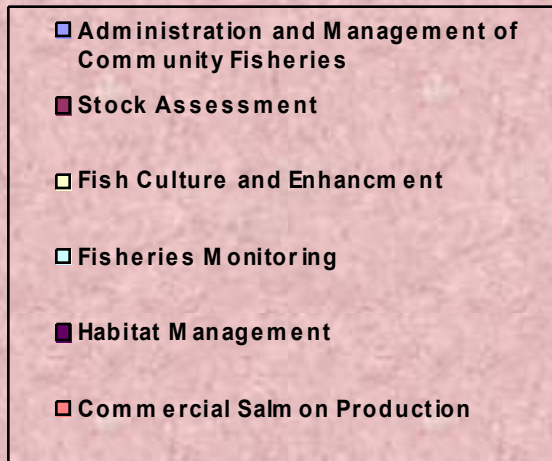 Administration and Management of
Community Fisheries
Stock Assessment
Fish Culture and Enhancment
Fisheries Monitoring
Habitat Management
Commercial Salmon Production